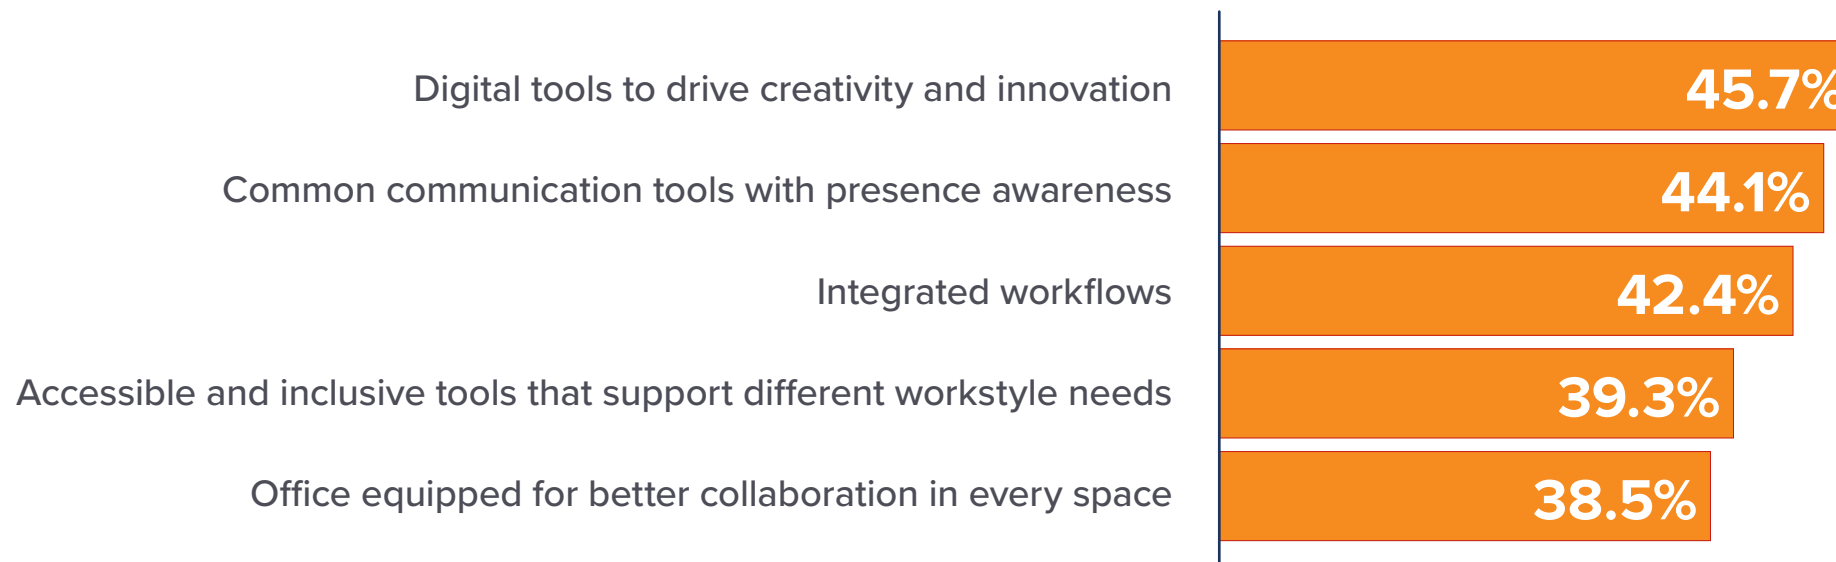 Digital tools to drive creativity and innovation 45.7%
Common communication tools with presence awareness 44.1%
Integrated workflows 42.4%
Accessible and inclusive tools that support different workstyle needs 39.3%
Office equipped for better collaboration in every space 38.5%